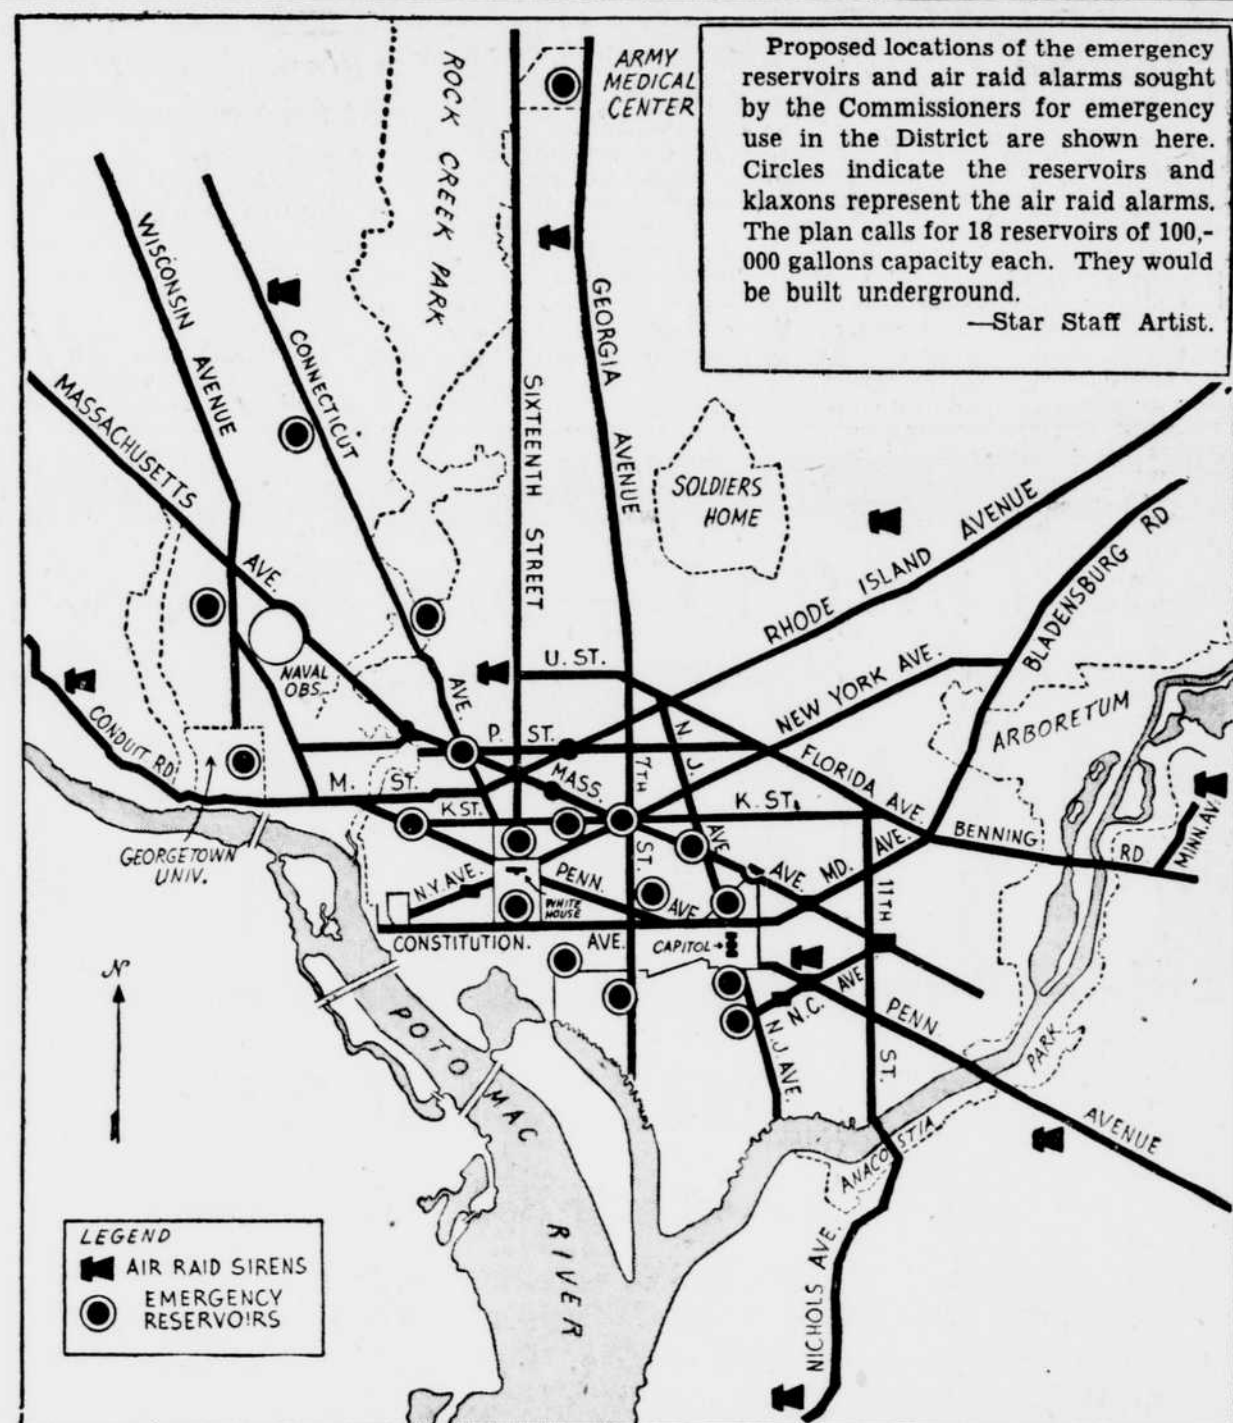 Proposed locations of the emergency
reservoirs and air raid alarms sought
by the Commissioners for emergency
use in the District are shown here.
Circles indicate the reservoirs and
klaxons represent the air raid alarms.
The plan calls for 18 reservoirs of 100,-
000 gallons capacity each. They would
be built underground.
—Star Staff Artist.
ARMY
MEDICAL
CENTER
ROCK CREEK PARK
WISCONSIN AVENUE
CONNECTICUT
AVE.
MASSACHUSETTS
AVE.
SIXTEENTH STREET
GEORGIA AVENUE
SOLDIERS
HOME
RHODE ISLAND AVENUE
BLADENSBURG RD
NEW YORK AVE.
U. ST.
NAVAL
OBS.
CONDUIT RD.
P. ST.
M. ST.
MASS.
AVE.
7TH
ST.
N. J.
AVE
FLORIDA AVE.
ARBORETUM
K ST.
K. ST.
MD. AVE.
BENNING
RD
MINN. AV.
GEORGETOWN
UNIV.
N.Y. AVE.
PENN.
AVE
WHITE
HOUSE
11TH
ST.
CONSTITUTION.
AVE.
CAPITOL→
N.C. AVE
N.J. AVE.
PENN
AVENUE
N
POTOMAC
RIVER
ANACOSTIA
PARK
NICHOLS AVE.
LEGEND
AIR RAID SIRENS
EMERGENCY
RESERVOIRS